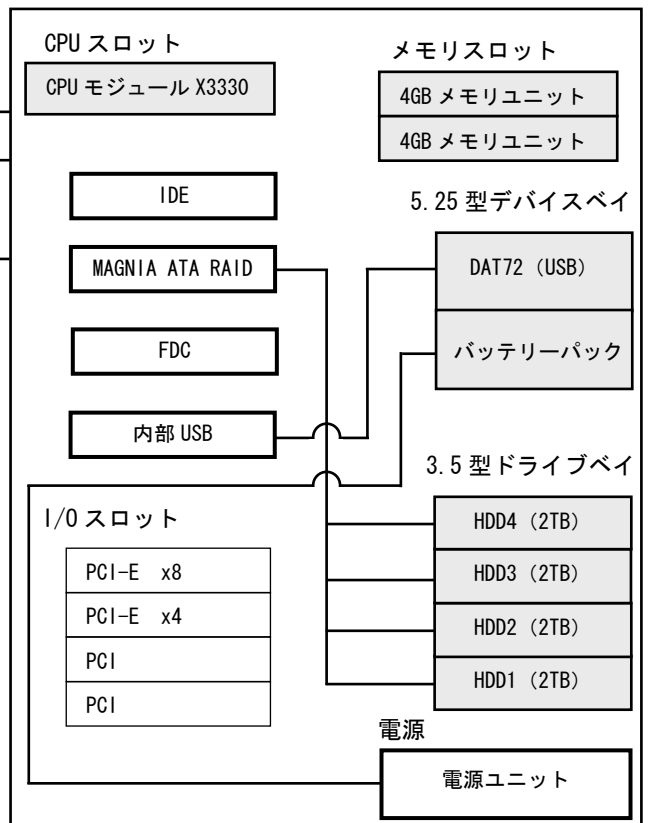 CPU スロット
CPU モジュール X3330
メモリスロット
4GB メモリユニット
4GB メモリユニット
IDE
MAGNIA ATA RAID
FDC
内部 USB
5.25 型デバイスベイ
DAT72 (USB)
バッテリーパック
3.5 型ドライブベイ
HDD4 (2TB)
HDD3 (2TB)
HDD2 (2TB)
HDD1 (2TB)
I/O スロット
PCI-E x8
PCI-E x4
PCI
PCI
電源
電源ユニット